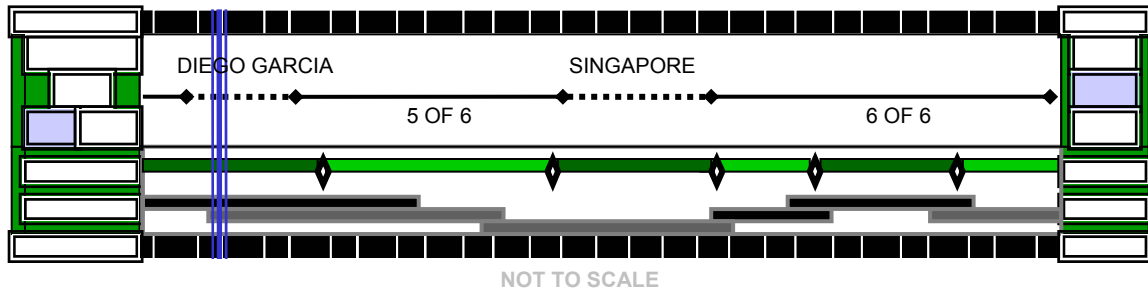 DIEGO GARCIA
SINGAPORE
5 OF 6
6 OF 6
NOT TO SCALE